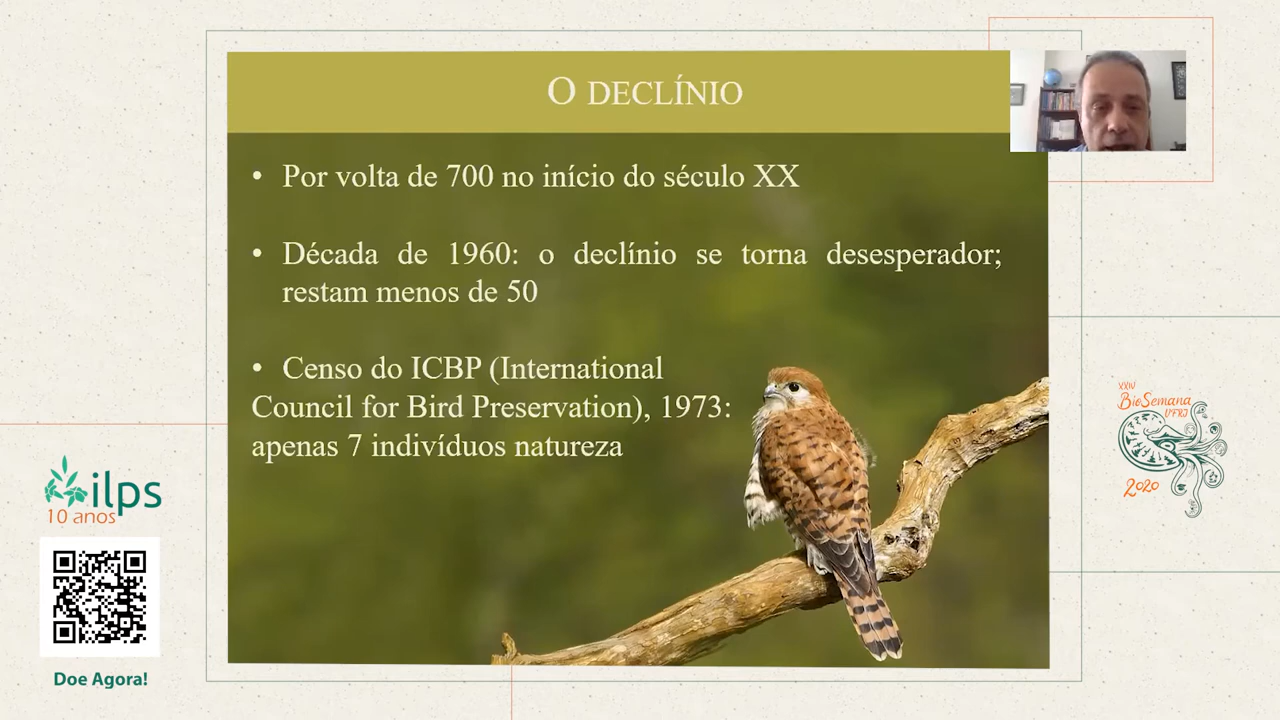 O DECLÍNIO
• Por volta de 700 no início do século XX
• Década de 1960: o declínio se torna desesperador;
restam menos de 50
• Censo do ICBP (International
Council for Bird Preservation), 1973:
apenas 7 indivíduos natureza
ilps
10 anos
Doe Agora!
XXIV
BioSemana
UFRJ
2020